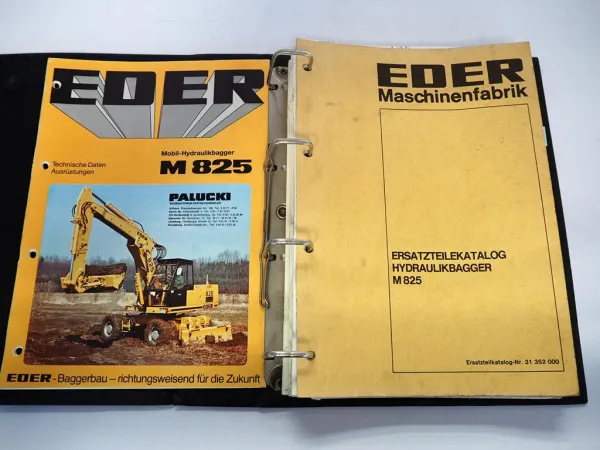 EDER
Mobil-Hydraulikbagger
Technische Daten
Ausrüstungen
M 825
PALUCKI
EDER-Baggerbau – richtungsweisend für die Zukunft
EDER
Maschinenfabrik
ERSATZTEILEKATALOG
HYDRAULIKBAGGER
M 825
Ersatzteilkatalog-Nr. 31 352 000